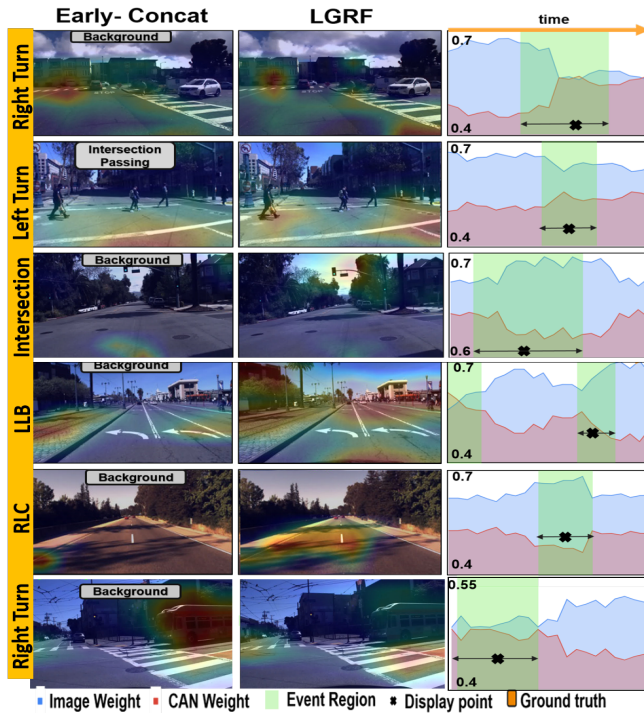 Early- Concat LGRF time
Right Turn
Background
0.7
0.4
Left Turn
Intersection
Passing
0.7
0.4
Intersection
Background
0.7
0.6
LLB
Background
0.7
0.4
RLC
Background
0.7
0.4
Right Turn
Background
0.55
0.4
Image Weight CAN Weight Event Region Display point Ground truth